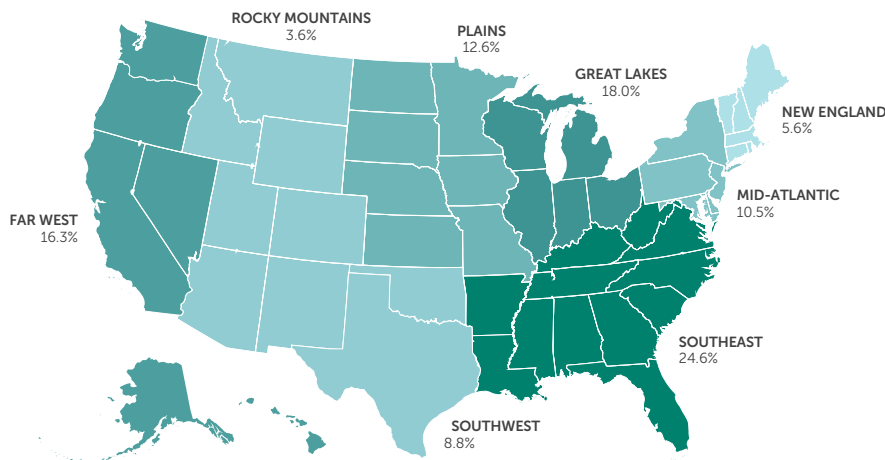 ROCKY MOUNTAINS
3.6%
PLAINS
12.6%
GREAT LAKES
18.0%
NEW ENGLAND
5.6%
MID-ATLANTIC
10.5%
FAR WEST
16.3%
SOUTHEAST
24.6%
SOUTHWEST
8.8%